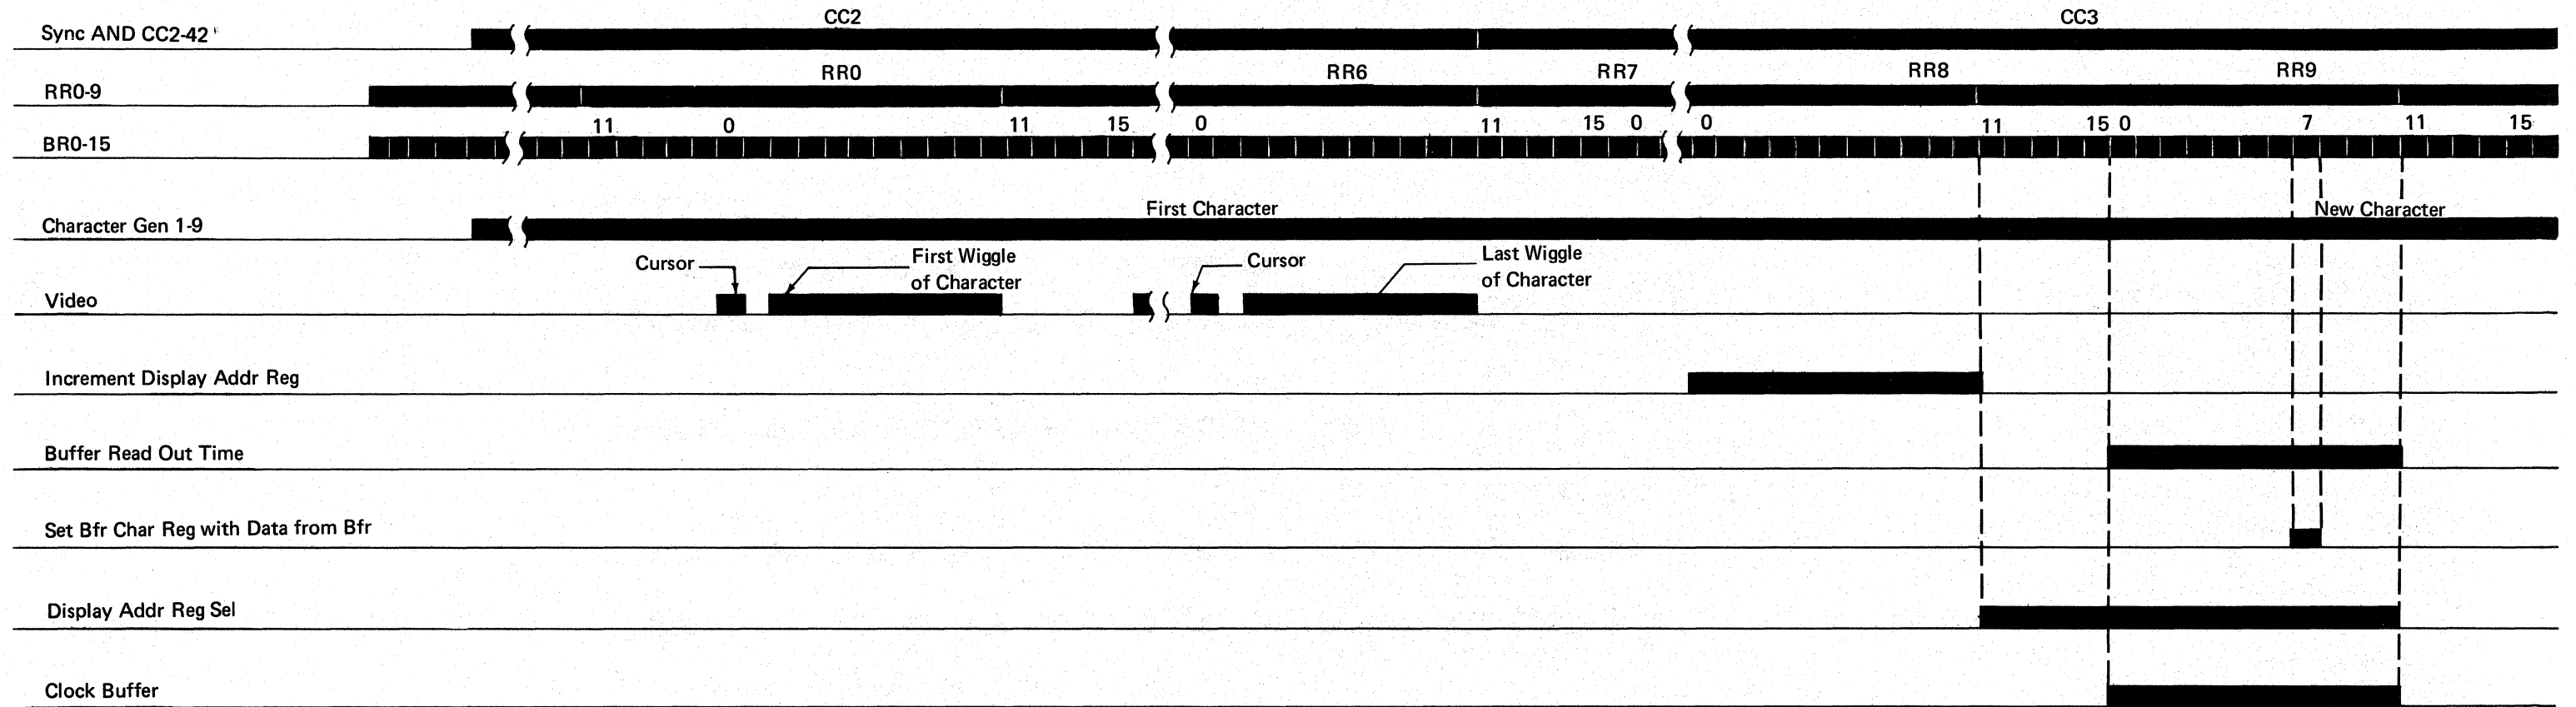 CC2 CC3
Sync AND CC2-42
RR0 RR6 RR7 RR8 RR9
RR0-9
11 0 11 15 0 11 15 0 0 11 15 0 7 11 15
BR0-15
First Character New Character
Character Gen 1-9
Cursor
First Wiggle
of Character
Cursor
Last Wiggle
of Character
Video
Increment Display Addr Reg
Buffer Read Out Time
Set Bfr Char Reg with Data from Bfr
Display Addr Reg Sel
Clock Buffer